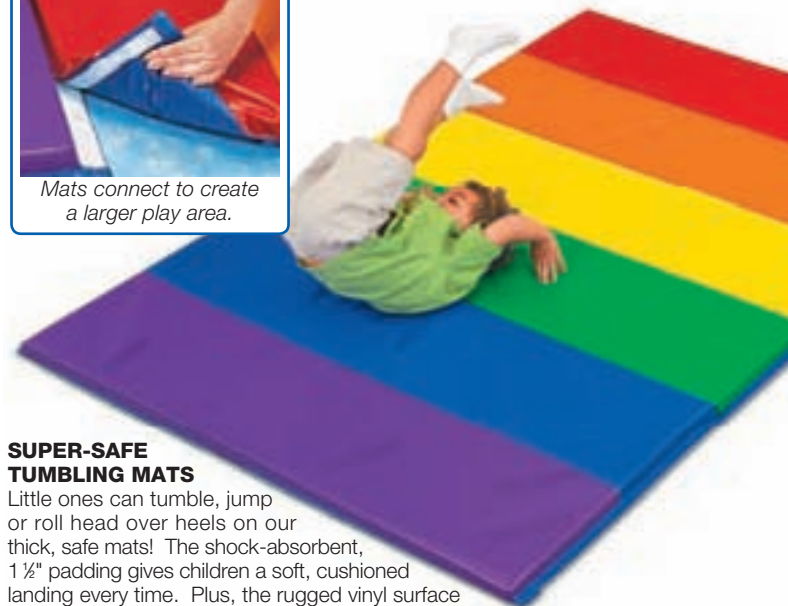 Mats connect to create
a larger play area.
SUPER-SAFE
TUMBLING MATS
Little ones can tumble, jump
or roll head over heels on our
thick, safe mats!  The shock-absorbent,
1 ½" padding gives children a soft, cushioned
landing every time.  Plus, the rugged vinyl surface